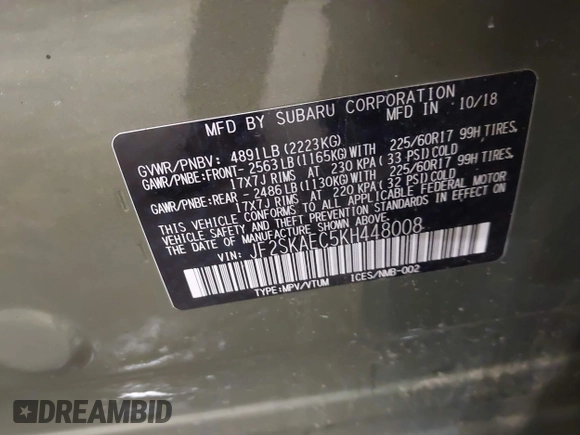 MFD BY SUBARU CORPORATION
MFD IN 10/18
GVWR/PNBV: 4891LB (2223KG)
GAWR/PNBE:FRONT- 2563LB (1165KG)WITH 225/60R17 99H TIRES,
17X7J RIMS AT 230 KPA ( 33 PSI) COLD
GAWR/PNBE:REAR - 2486LB (1130KG)WITH 225/60R17 99H TIRES,
17X7J RIMS AT 220 KPA ( 32 PSI) COLD
THIS VEHICLE CONFORMS TO ALL APPLICABLE FEDERAL MOTOR
VEHICLE SAFETY AND BUMPER STANDARDS IN EFFECT ON
THE DATE OF MANUFACTURE SHOWN ABOVE.
VIN: JF2SKAEC5KH448008
TYPE:MPV/VTUM ICES/NMB-002
DREAMBID